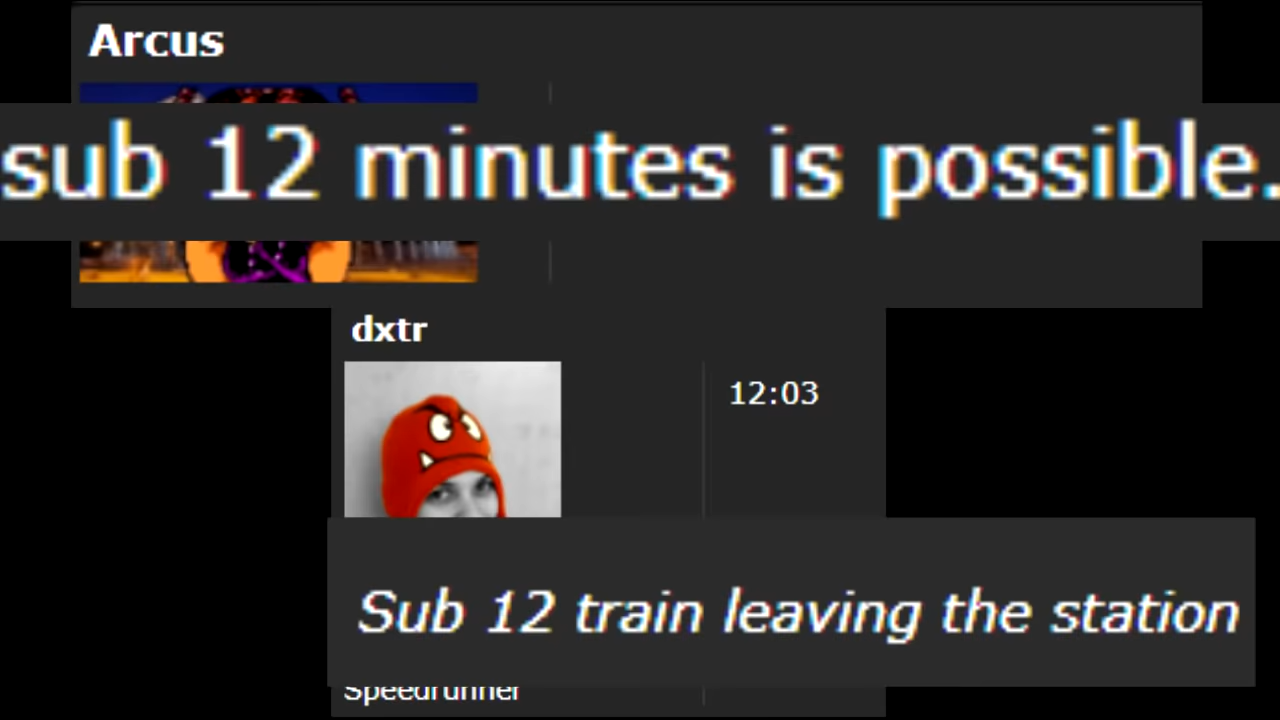 Arcus
sub 12 minutes is possible.
dxtr
12:03
Sub 12 train leaving the station
Speedrunner